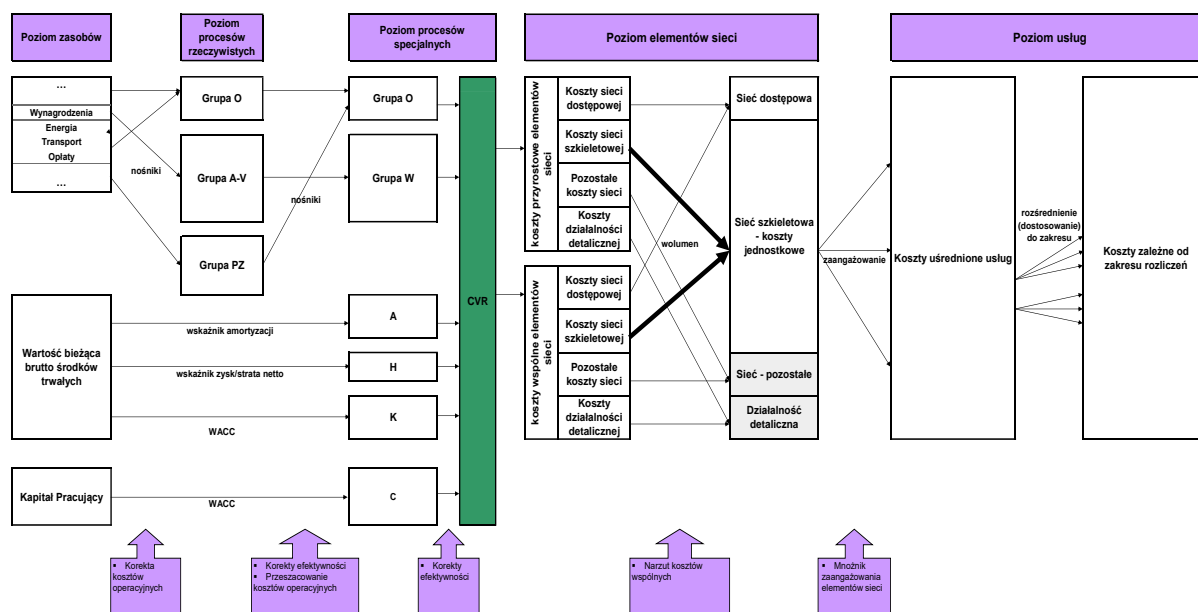 Poziom zasobów
Poziom
procesów
rzeczywistych
Poziom procesów
specjalnych
Poziom elementów sieci
Poziom usług
...
Wynagrodzenia
Energia
Transport
Opłaty
...
nośniki
Grupa O
Grupa A-V
Grupa PZ
nośniki
Grupa O
Grupa W
Wartość bieżąca
brutto środków
trwałych
wskaźnik amortyzacji
wskaźnik zysk/strata netto
WACC
A
H
K
Kapitał Pracujący
WACC
C
CVR
koszty przyrostowe elementów
sieci
Koszty sieci
dostępowej
Koszty sieci
szkieletowej
Pozostałe
koszty sieci
Koszty
działalności
detalicznej
koszty wspólne elementów
sieci
Koszty sieci
dostępowej
Koszty sieci
szkieletowej
Pozostałe
koszty sieci
Koszty
działalności
detalicznej
wolumen
Sieć dostępowa
Sieć szkieletowa
- koszty
jednostkowe
Sieć - pozostałe
Działalność
detaliczna
zaangażowanie
Koszty uśrednione usług
rozśrednienie
(dostosowanie)
do zakresu
Koszty zależne od
zakresu rozliczeń
▪ Korekta
kosztów
operacyjnych
▪ Korekty efektywności
▪ Przeszacowanie
kosztów operacyjnych
▪ Korekty
efektywności
▪ Narzut kosztów
wspólnych
▪ Mnożnik
zaangażowania
elementów sieci